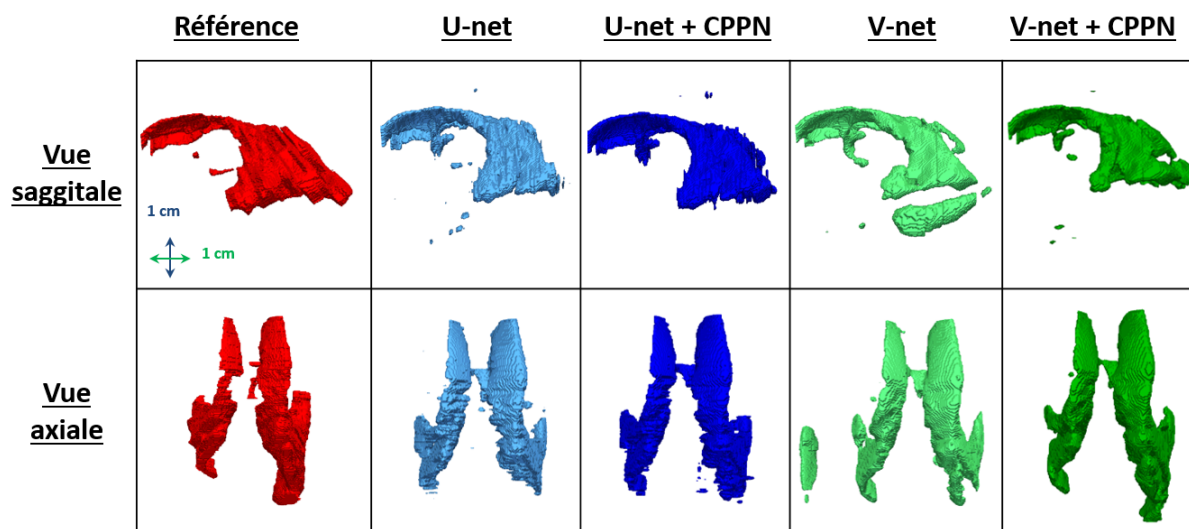 Référence
U-net
U-net + CPPN
V-net
V-net + CPPN
Vue
saggitale
1 cm
1 cm
Vue
axiale